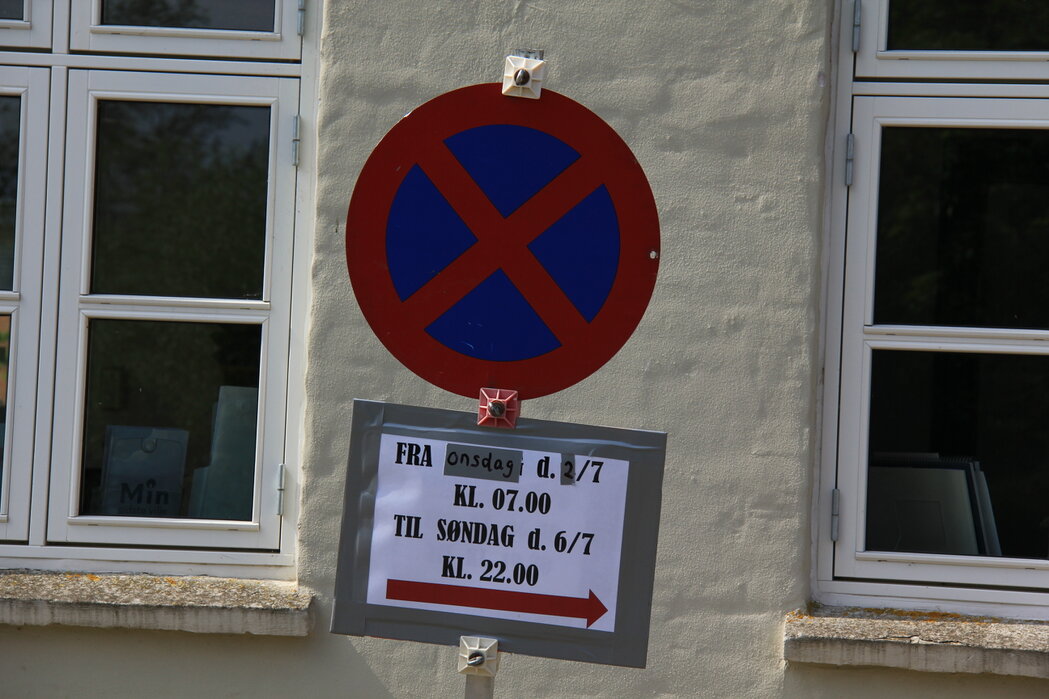 FRA onsdag d. 2/7
KL. 07.00
TIL SØNDAG d. 6/7
KL. 22.00
Min